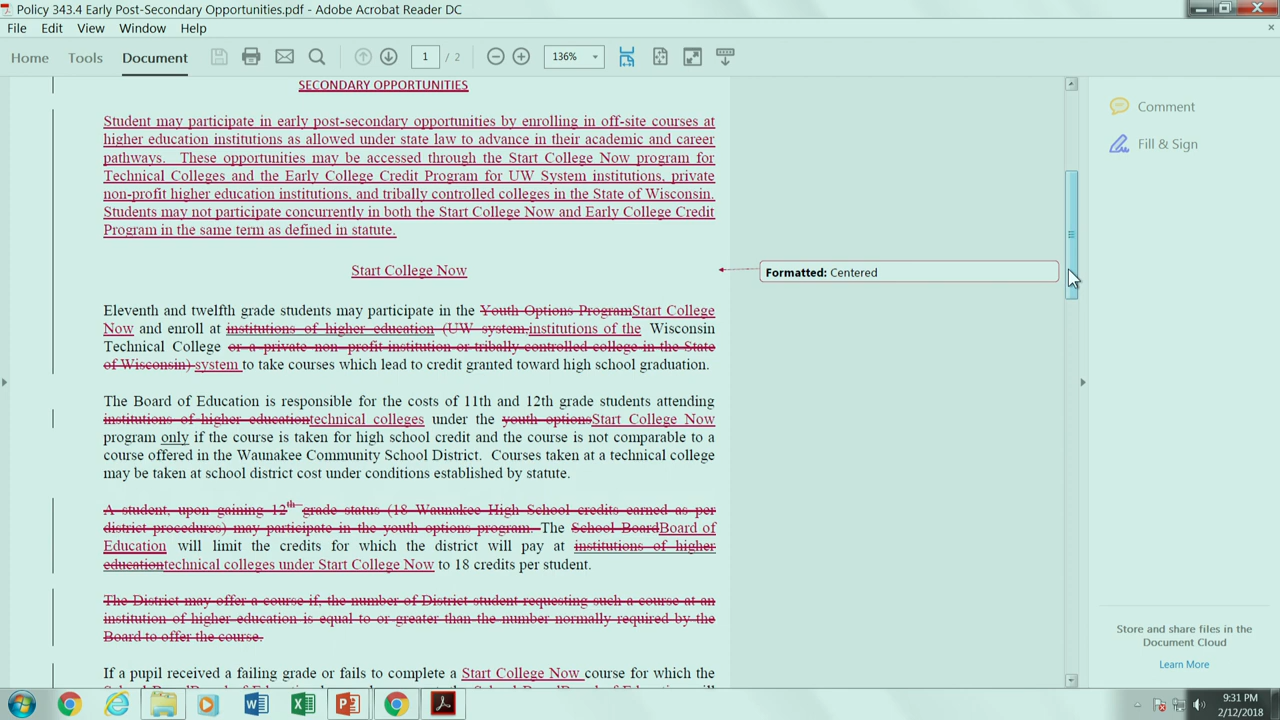 Policy 343.4 Early Post-Secondary Opportunities.pdf - Adobe Acrobat Reader DC
File Edit View Window Help
Home Tools Document 1 / 2 136%
SECONDARY OPPORTUNITIES
Student may participate in early post-secondary opportunities by enrolling in off-site courses at
higher education institutions as allowed under state law to advance in their academic and career
pathways. These opportunities may be accessed through the Start College Now program for
Technical Colleges and the Early College Credit Program for UW System institutions, private
non-profit higher education institutions, and tribally controlled colleges in the State of Wisconsin.
Students may not participate concurrently in both the Start College Now and Early College Credit
Program in the same term as defined in statute.
Start College Now
Formatted: Centered
Eleventh and twelfth grade students may participate in the Youth Options ProgramStart College
Now and enroll at institutions of higher education (UW system.institutions of the Wisconsin
Technical College or a private non- profit institution or tribally controlled college in the State
of Wisconsin) system to take courses which lead to credit granted toward high school graduation.
The Board of Education is responsible for the costs of 11th and 12th grade students attending
institutions of higher educationtechnical colleges under the youth optionsStart College Now
program only if the course is taken for high school credit and the course is not comparable to a
course offered in the Waunakee Community School District. Courses taken at a technical college
may be taken at school district cost under conditions established by statute.
A student, upon gaining 12th grade status (18 Waunakee High School credits earned as per
district procedures) may participate in the youth options program. The School BoardBoard of
Education will limit the credits for which the district will pay at institutions of higher
educationtechnical colleges under Start College Now to 18 credits per student.
The District may offer a course if, the number of District student requesting such a course at an
institution of higher education is equal to or greater than the number normally required by the
Board to offer the course.
If a pupil received a failing grade or fails to complete a Start College Now course for which the
Comment
Fill & Sign
Store and share files in the
Document Cloud
Learn More
9:31 PM
2/12/2018